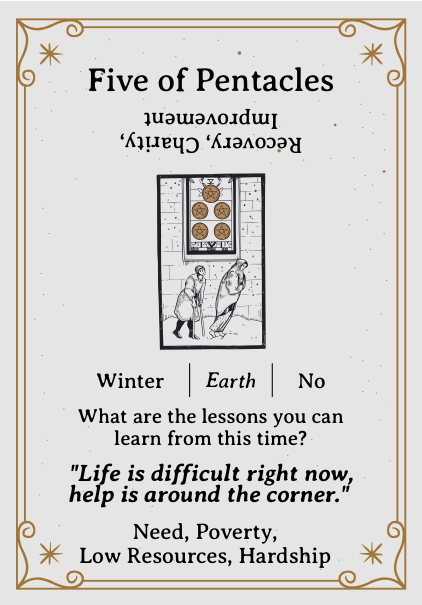 Five of Pentacles
Recovery, Charity,
Improvement
Winter | Earth | No
What are the lessons you can
learn from this time?
"Life is difficult right now,
help is around the corner."
Need, Poverty,
Low Resources, Hardship